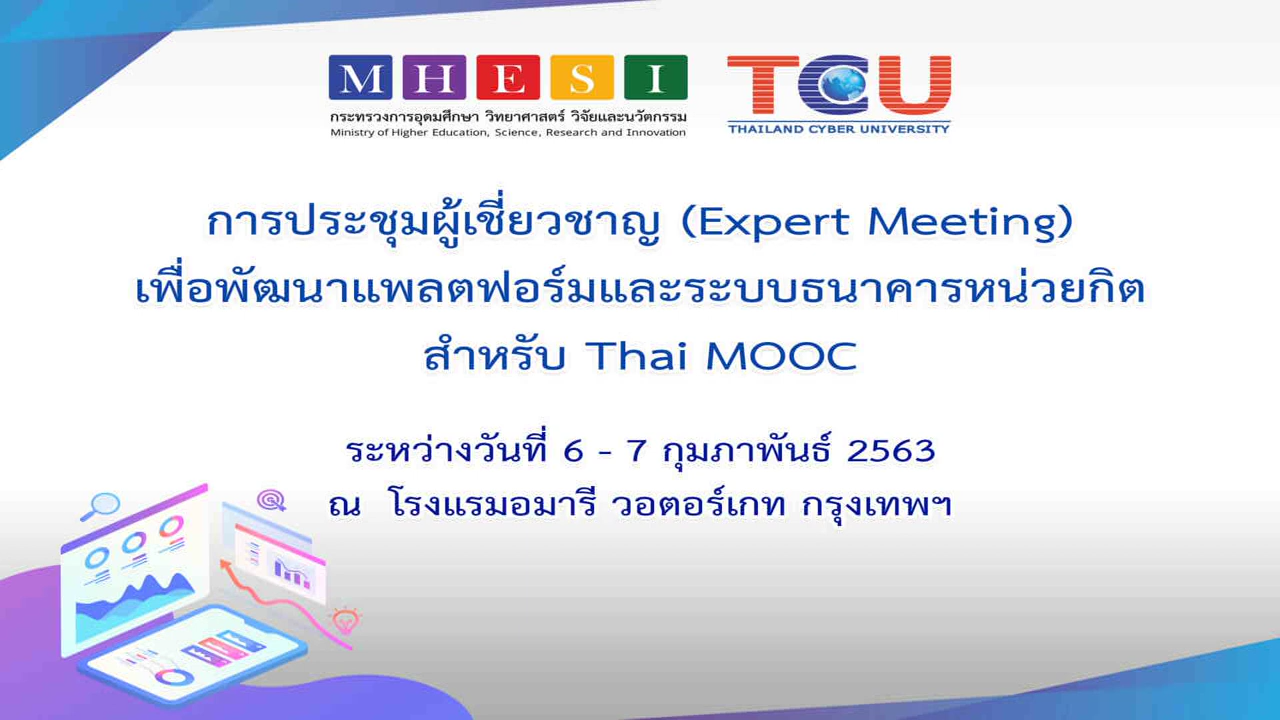 MHESI
กระทรวงการอุดมศึกษา วิทยาศาสตร์ วิจัยและนวัตกรรม
Ministry of Higher Education, Science, Research and Innovation
TCU
THAILAND CYBER UNIVERSITY
การประชุมผู้เชี่ยวชาญ (Expert Meeting)
เพื่อพัฒนาแพลตฟอร์มและระบบธนาคารหน่วยกิต
สำหรับ Thai MOOC
ระหว่างวันที่ 6 - 7 กุมภาพันธ์ 2563
ณ โรงแรมอมารี วอตอร์เกท กรุงเทพฯ